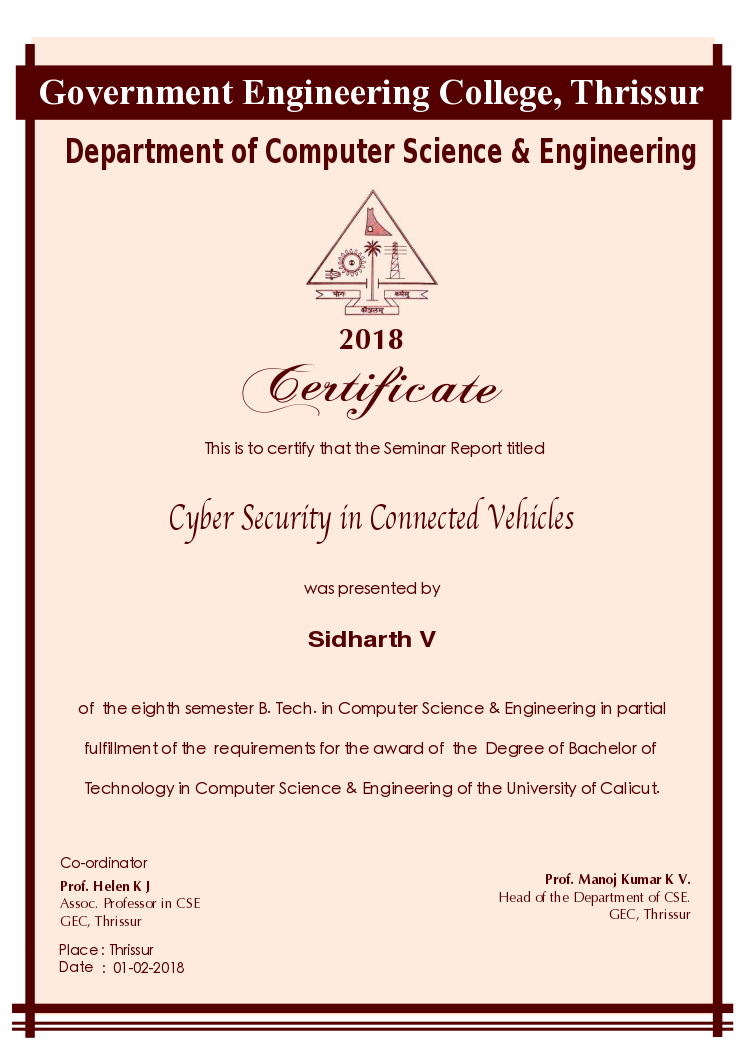 Government Engineering College, Thrissur
Department of Computer Science & Engineering
योगः कर्मसु
कौशलम्
2018
Certificate
This is to certify that the Seminar Report titled
Cyber Security in Connected Vehicles
was presented by
Sidharth V
of the eighth semester B. Tech. in Computer Science & Engineering in partial
fulfillment of the requirements for the award of the Degree of Bachelor of
Technology in Computer Science & Engineering of the University of Calicut.
Co-ordinator
Prof. Helen K J
Assoc. Professor in CSE
GEC, Thrissur
Prof. Manoj Kumar K V.
Head of the Department of CSE.
GEC, Thrissur
Place : Thrissur
Date : 01-02-2018